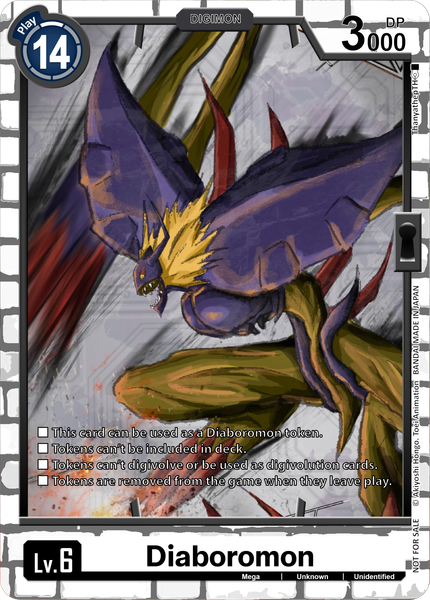 Play
14
DIGIMON
DP
3000
ThanyathepTH
☐ This card can be used as a Diaboromon token.
☐ Tokens can't be included in deck.
☐ Tokens can't digivolve or be used as digivolution cards.
☐ Tokens are removed from the game when they leave play.
NOT FOR SALE © Akiyoshi Hongo, Toei Animation BANDAI MADE IN JAPAN
Lv.6
Diaboromon
Mega | Unknown | Unidentified